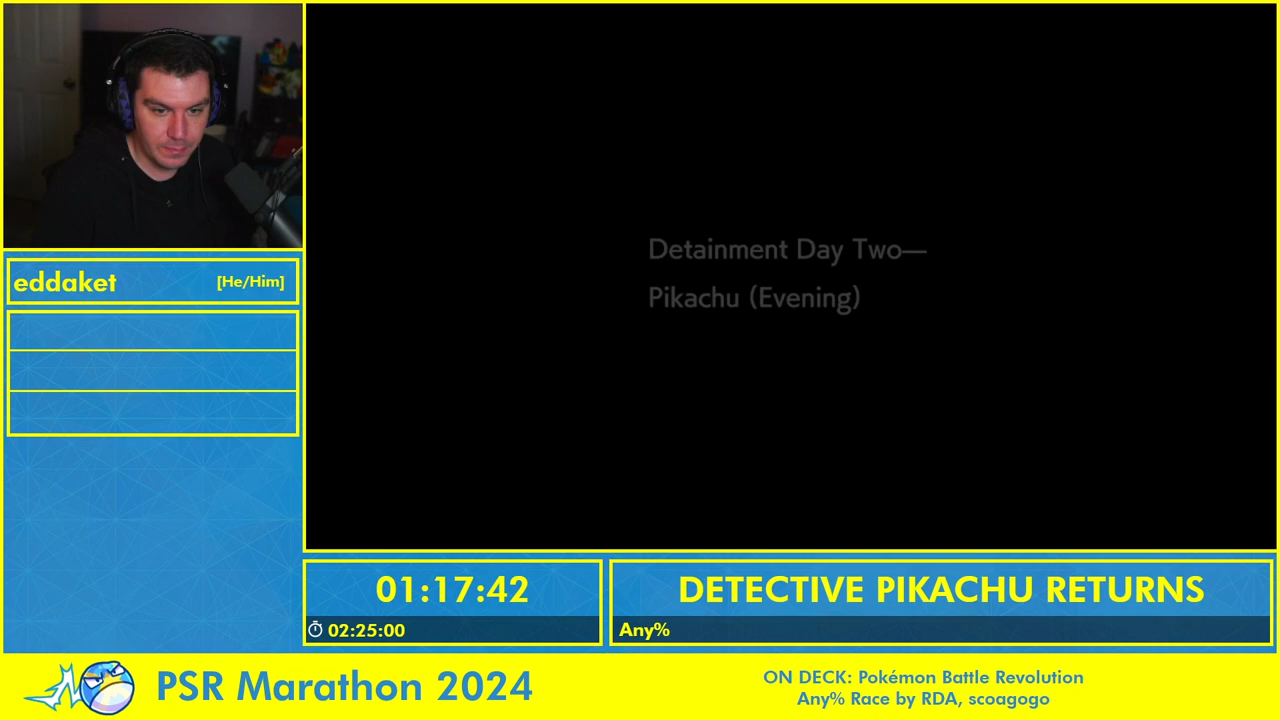 Detainment Day Two—
Pikachu (Evening)
eddaket [He/Him]
01:17:42
02:25:00
DETECTIVE PIKACHU RETURNS
Any%
PSR Marathon 2024
ON DECK: Pokémon Battle Revolution
Any% Race by RDA, scoagogo